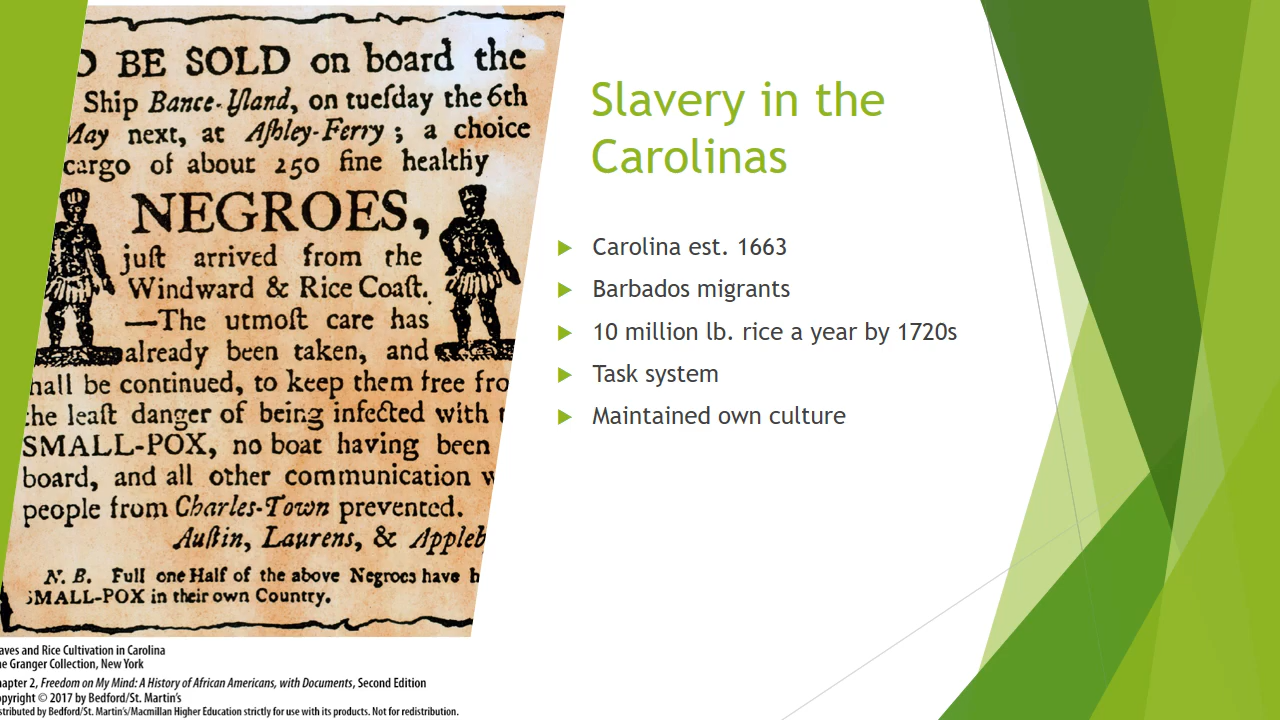 O BE SOLD on board the
Ship Bance-Yland, on tueſday the 6th
May next, at Aſhley-Ferry; a choice
cargo of about 250 fine healthy
NEGROES,
juſt arrived from the
Windward & Rice Coaſt.
—The utmoſt care has
already been taken, and
hall be continued, to keep them free fro
the leaſt danger of being infected with t
SMALL-POX, no boat having been
board, and all other communication w
people from Charles-Town prevented.
Auſtin, Laurens, & Appleb
N. B. Full one Half of the above Negroes have h
SMALL-POX in their own Country.
aves and Rice Cultivation in Carolina
he Granger Collection, New York
hapter 2, Freedom on My Mind: A History of African Americans, with Documents, Second Edition
opyright © 2017 by Bedford/St. Martin's
istributed by Bedford/St. Martin's/Macmillan Higher Education strictly for use with its products. Not for redistribution.
Slavery in the
Carolinas
Carolina est. 1663
Barbados migrants
10 million lb. rice a year by 1720s
Task system
Maintained own culture